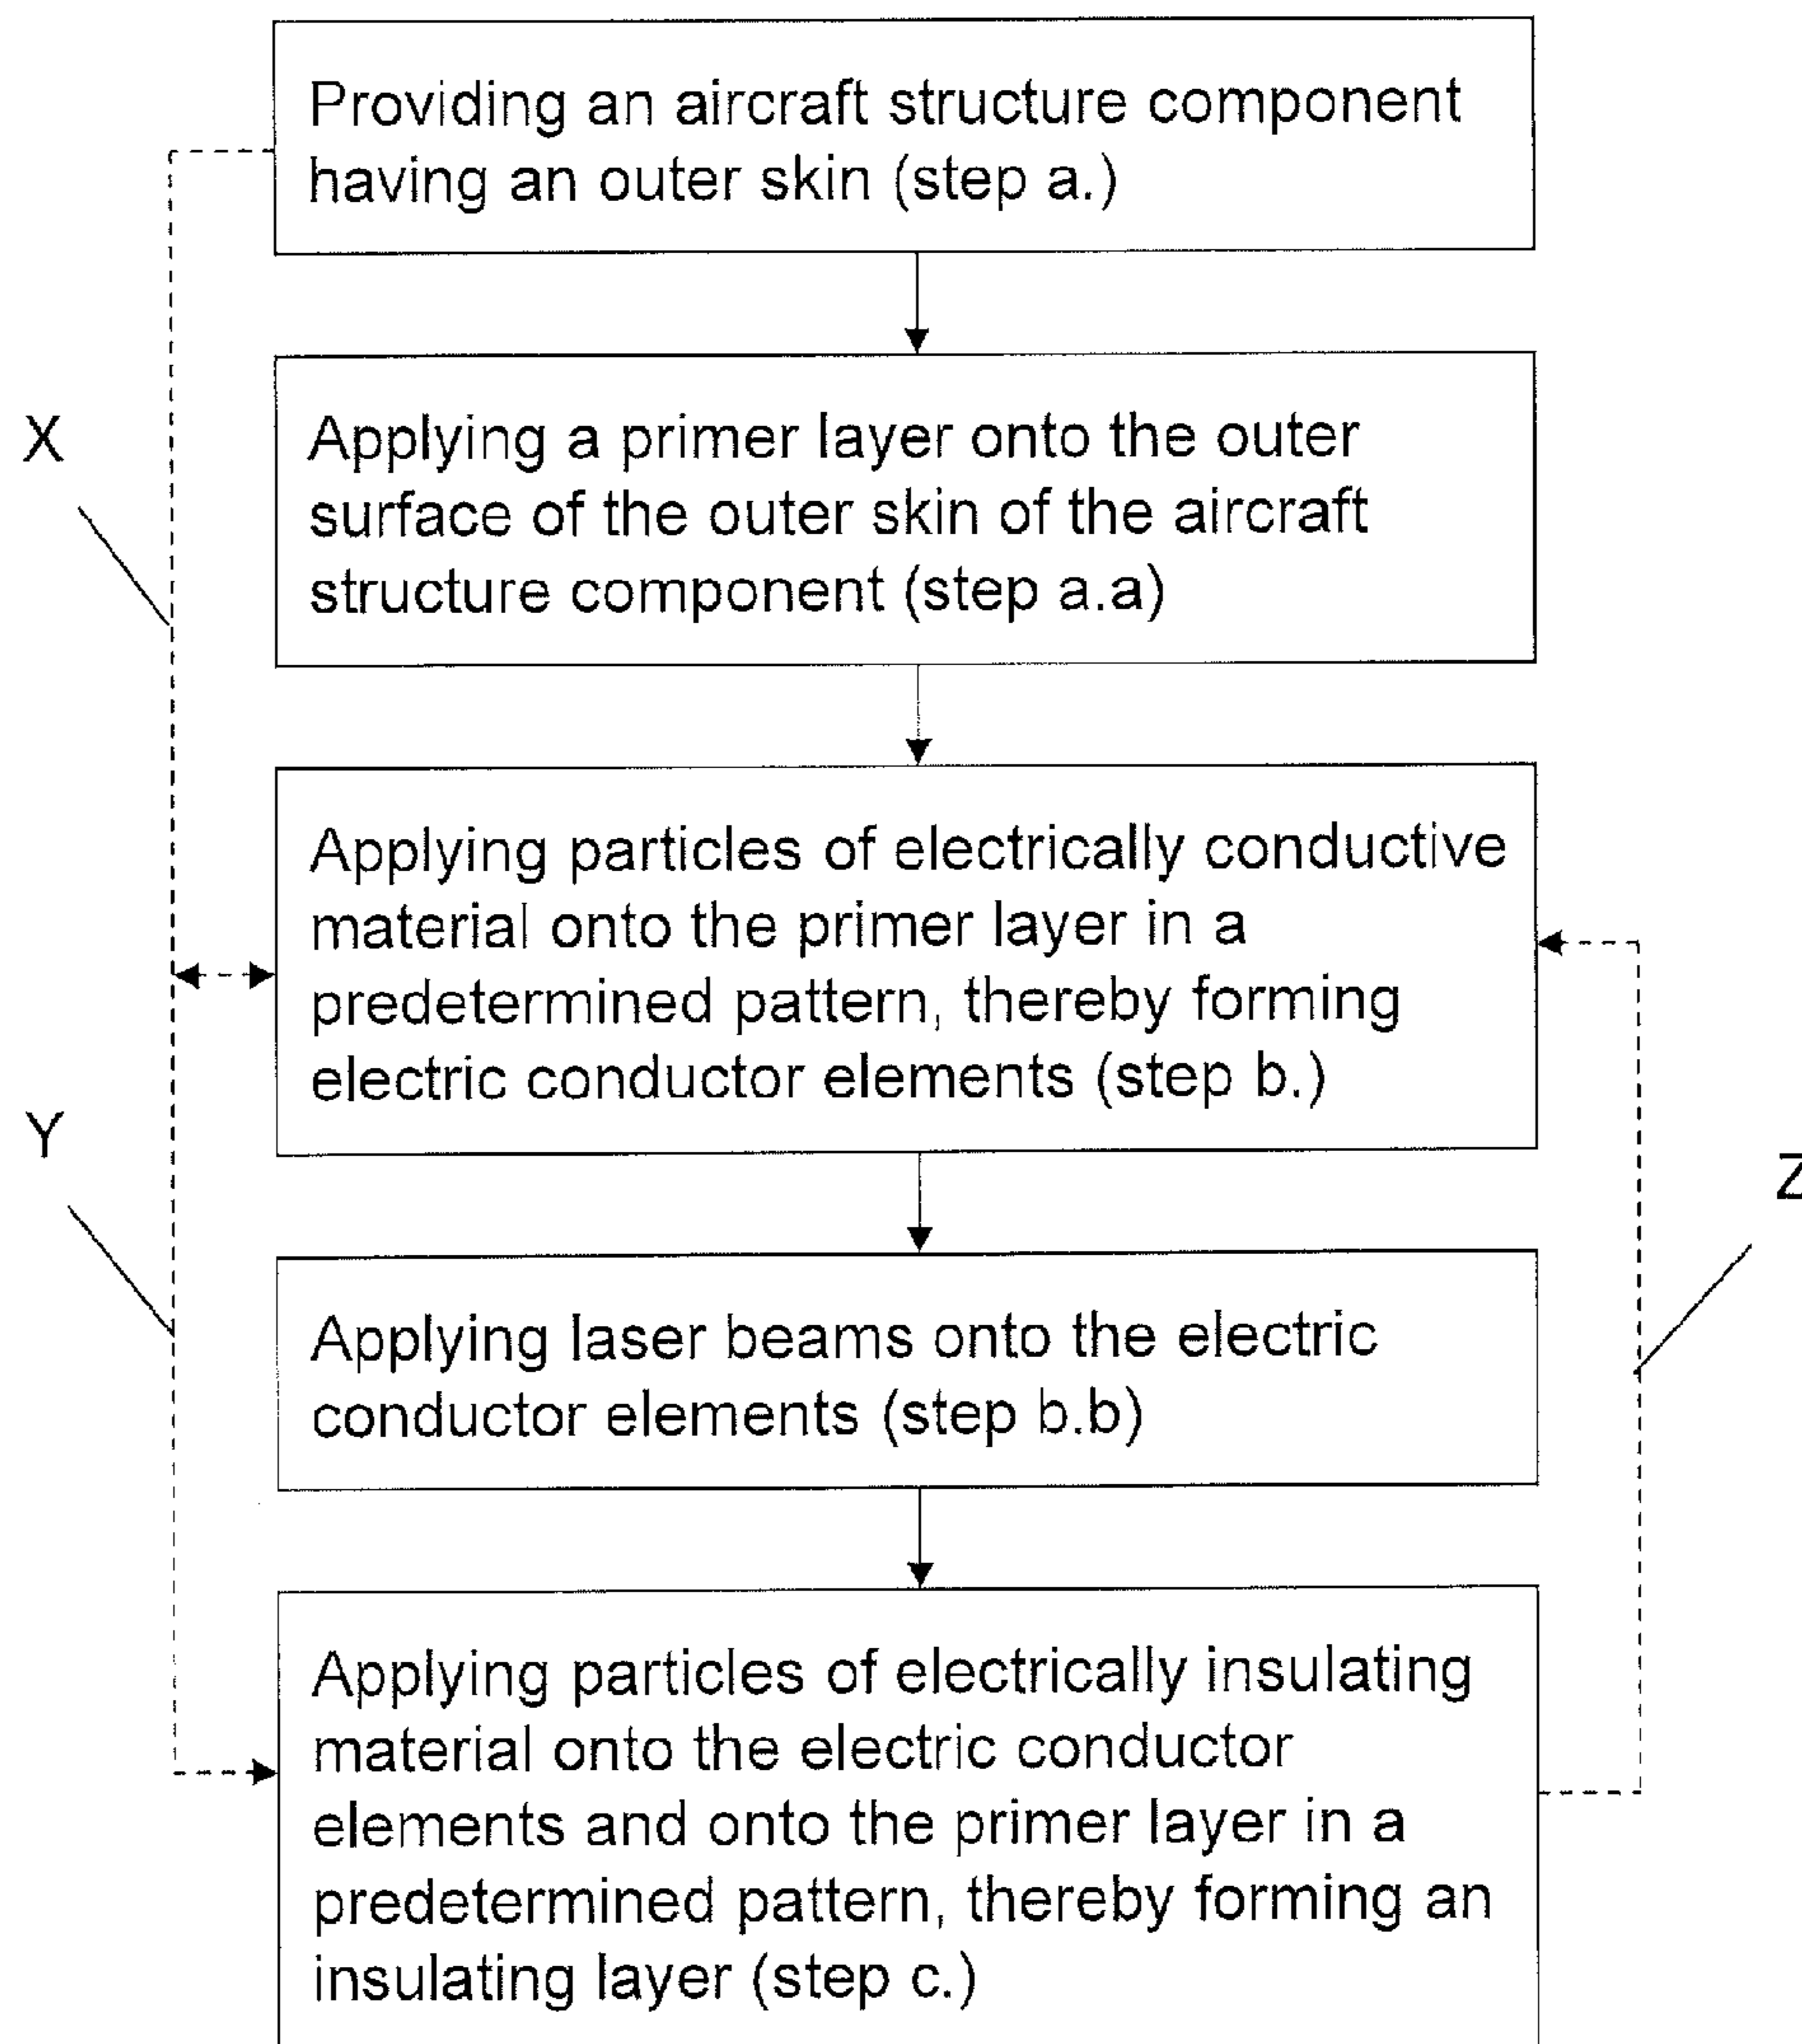 Providing an aircraft structure component
having an outer skin (step a.)
X
Applying a primer layer onto the outer
surface of the outer skin of the aircraft
structure component (step a.a)
Applying particles of electrically conductive
material onto the primer layer in a
predetermined pattern, thereby forming
electric conductor elements (step b.)
Y
Z
Applying laser beams onto the electric
conductor elements (step b.b)
Applying particles of electrically insulating
material onto the electric conductor
elements and onto the primer layer in a
predetermined pattern, thereby forming an
insulating layer (step c.)